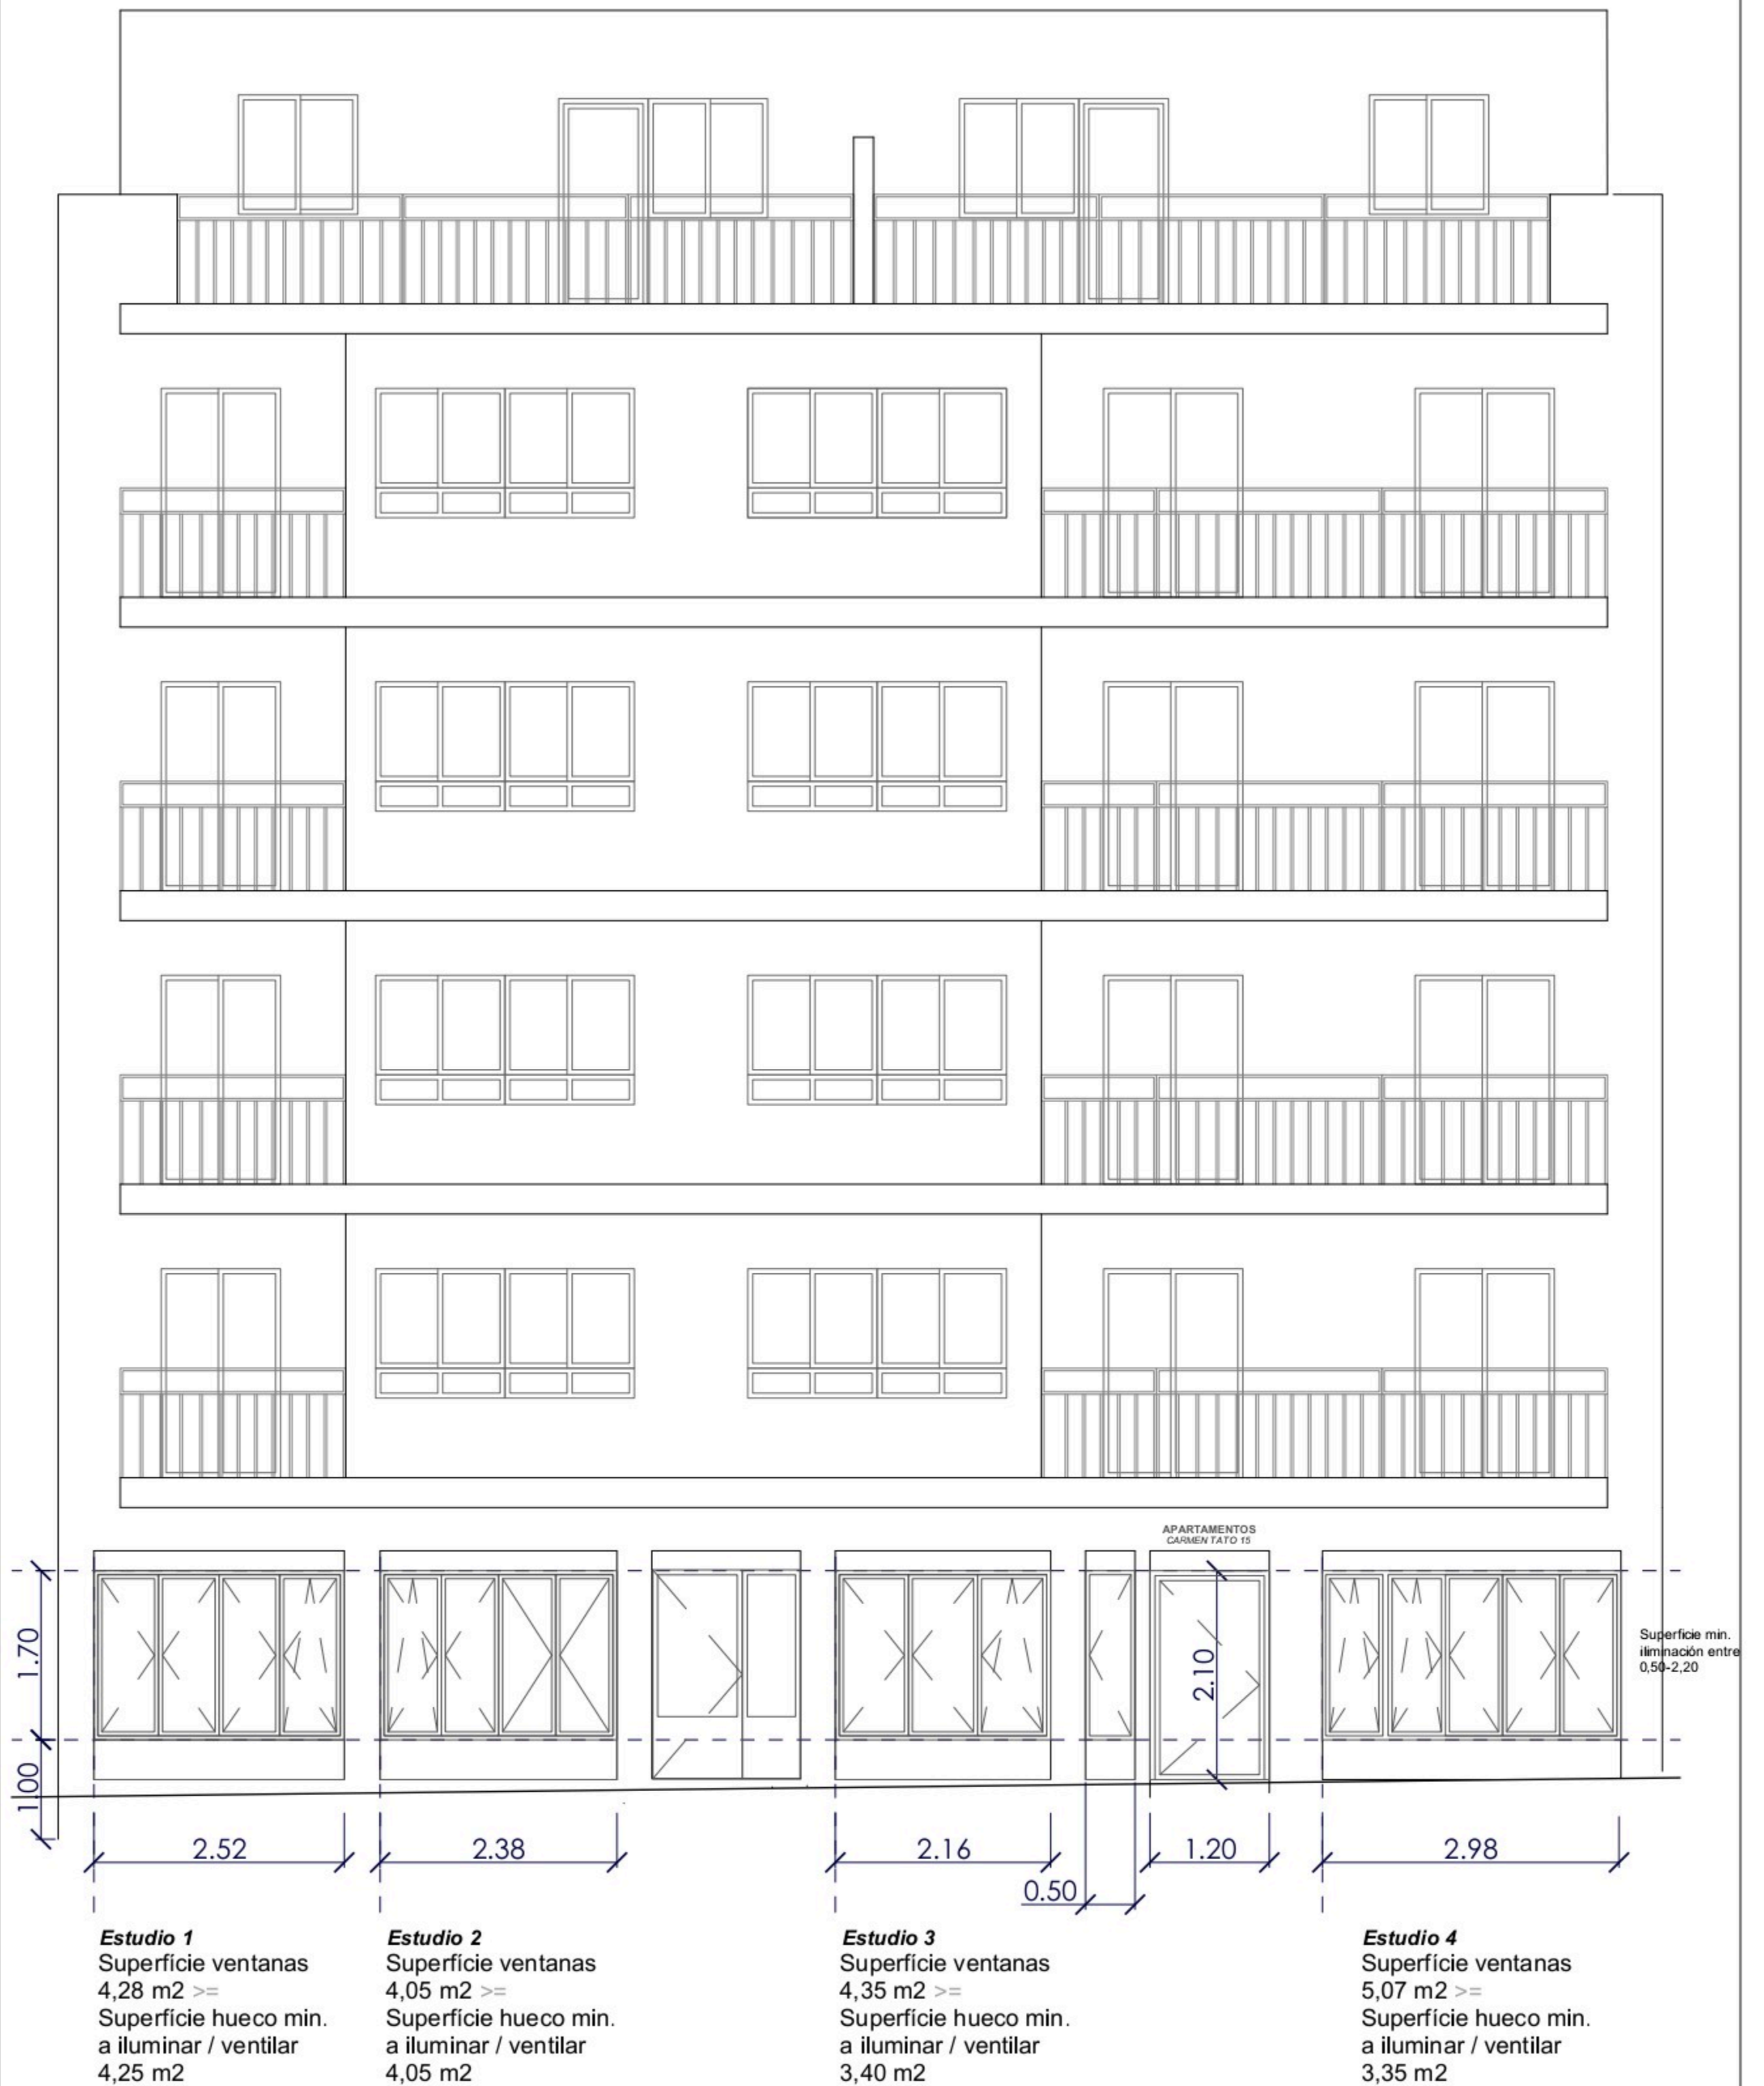 APARTAMENTOS
CARMEN TATO 15
1.70
2.10
Superficie min.
iliminación entre
0,50-2,20
1.00
2.52
2.38
2.16
1.20
2.98
0.50
Estudio 1
Superfície ventanas
4,28 m2 >=
Superfície hueco min.
a iluminar / ventilar
4,25 m2
Estudio 2
Superfície ventanas
4,05 m2 >=
Superfície hueco min.
a iluminar / ventilar
4,05 m2
Estudio 3
Superfície ventanas
4,35 m2 >=
Superfície hueco min.
a iluminar / ventilar
3,40 m2
Estudio 4
Superfície ventanas
5,07 m2 >=
Superfície hueco min.
a iluminar / ventilar
3,35 m2